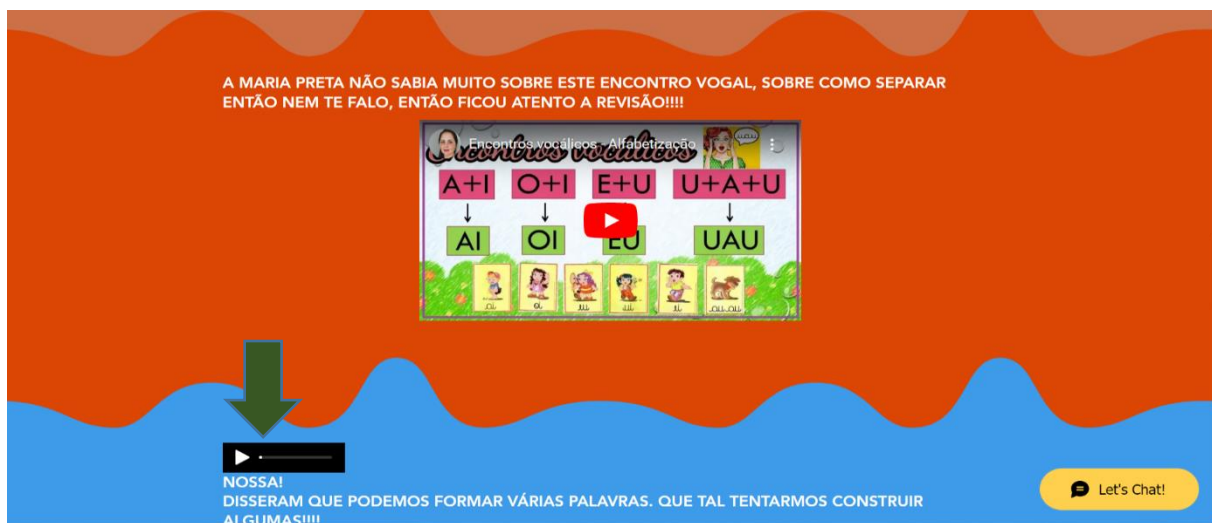 A MARIA PRETA NÃO SABIA MUITO SOBRE ESTE ENCONTRO VOGAL, SOBRE COMO SEPARAR
ENTÃO NEM TE FALO, ENTÃO FICOU ATENTO A REVISÃO!!!!
Encontros vocálicos - Alfabetização
Encontros vocálicos
A+I O+I E+U U+A+U
AI OI EU UAU
NOSSA!
DISSERAM QUE PODEMOS FORMAR VÁRIAS PALAVRAS. QUE TAL TENTARMOS CONSTRUIR
ALGUMAS!!!!
Let's Chat!